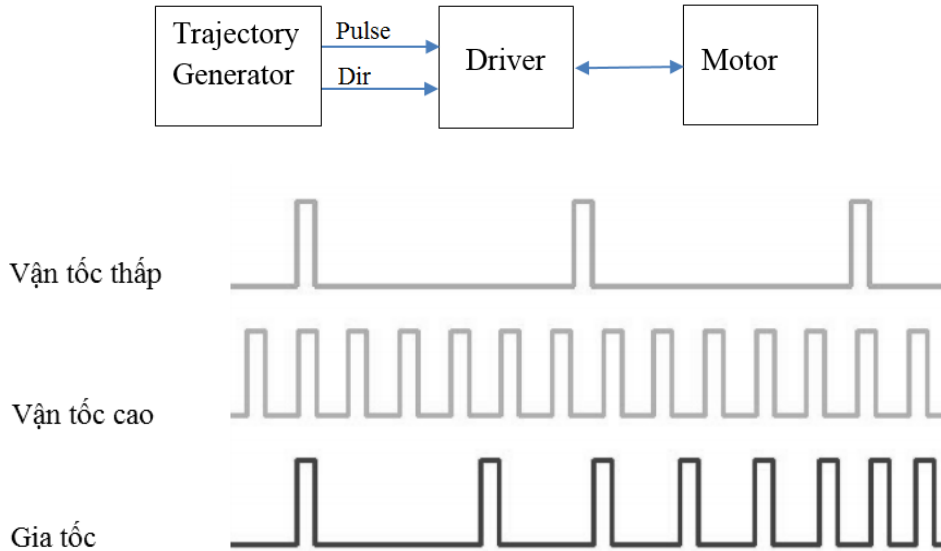 Trajectory
Generator
Pulse
Dir
Driver
Motor
Vận tốc thấp
Vận tốc cao
Gia tốc